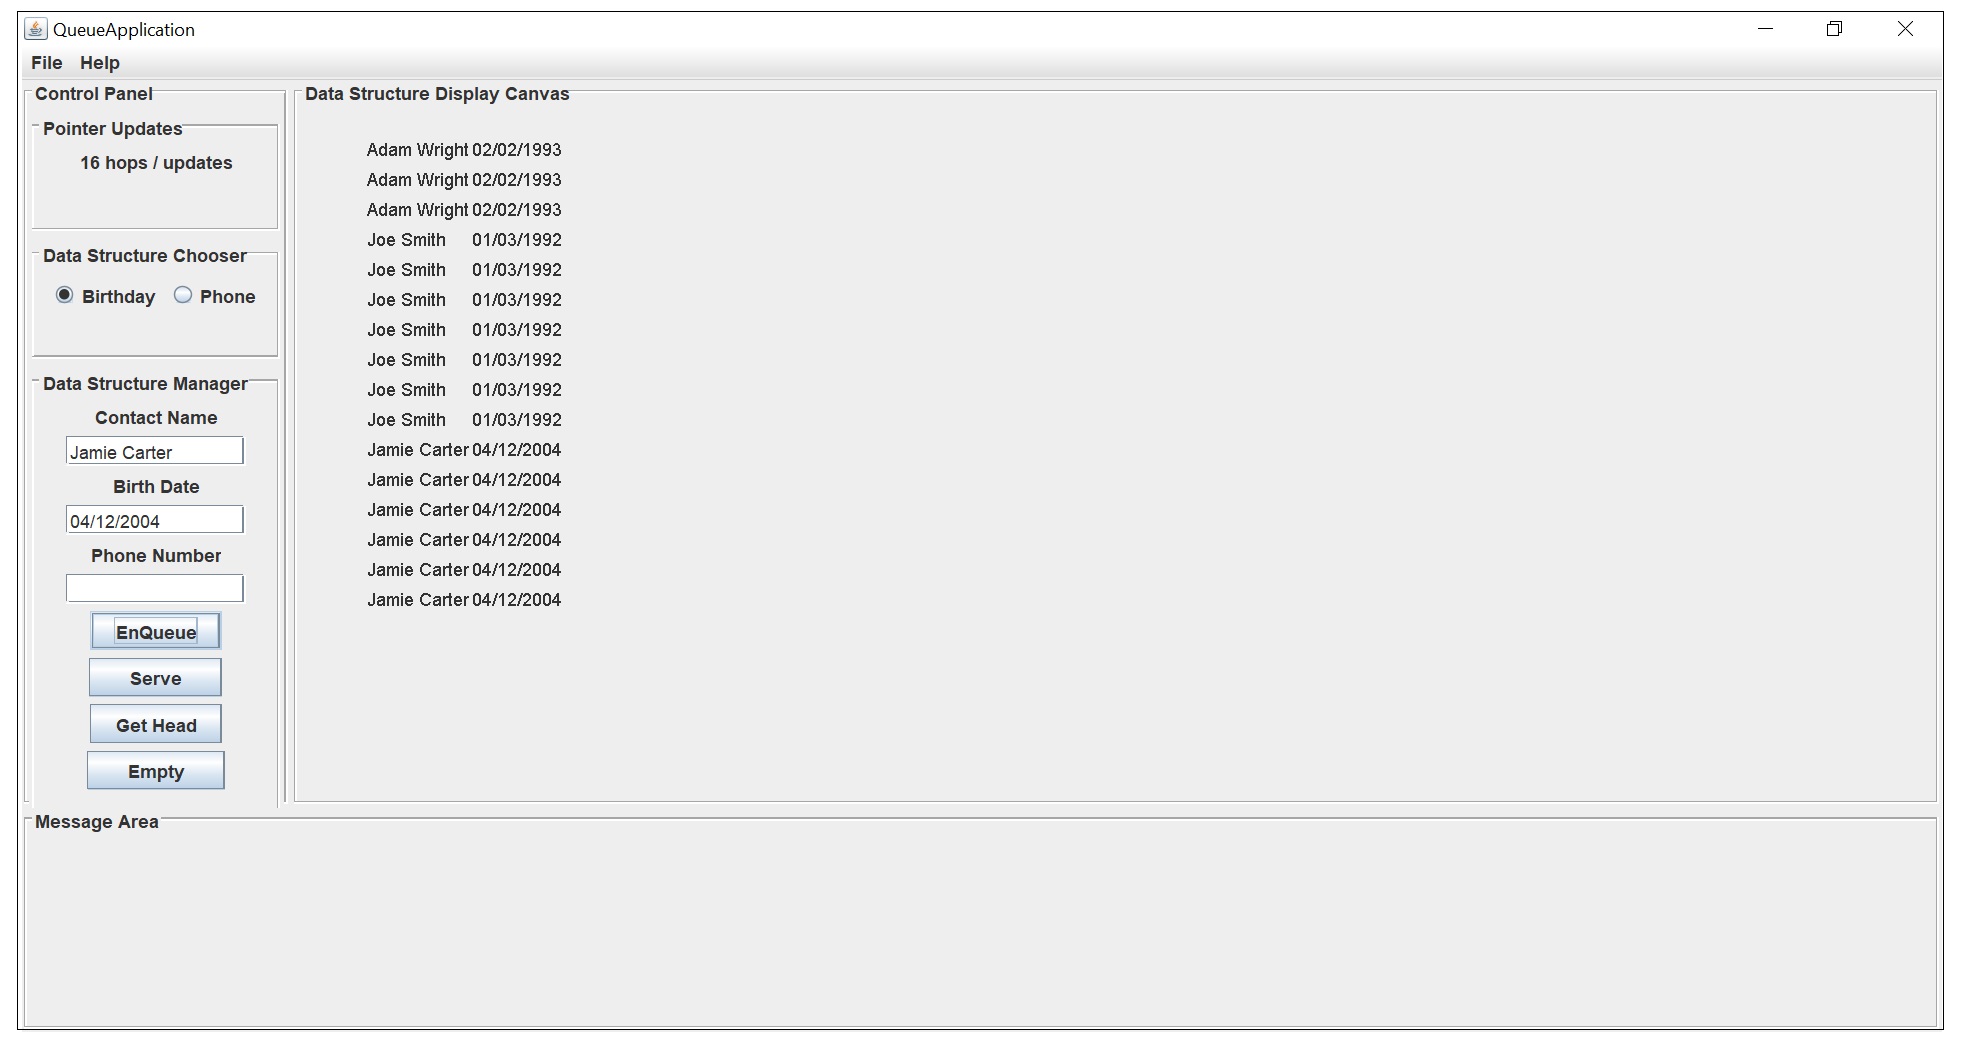 QueueApplication
File Help
Control Panel
Pointer Updates
16 hops / updates
Data Structure Chooser
Birthday Phone
Data Structure Manager
Contact Name
Jamie Carter
Birth Date
04/12/2004
Phone Number
EnQueue
Serve
Get Head
Empty
Data Structure Display Canvas
Adam Wright 02/02/1993
Adam Wright 02/02/1993
Adam Wright 02/02/1993
Joe Smith 01/03/1992
Joe Smith 01/03/1992
Joe Smith 01/03/1992
Joe Smith 01/03/1992
Joe Smith 01/03/1992
Joe Smith 01/03/1992
Joe Smith 01/03/1992
Jamie Carter 04/12/2004
Jamie Carter 04/12/2004
Jamie Carter 04/12/2004
Jamie Carter 04/12/2004
Jamie Carter 04/12/2004
Jamie Carter 04/12/2004
Message Area